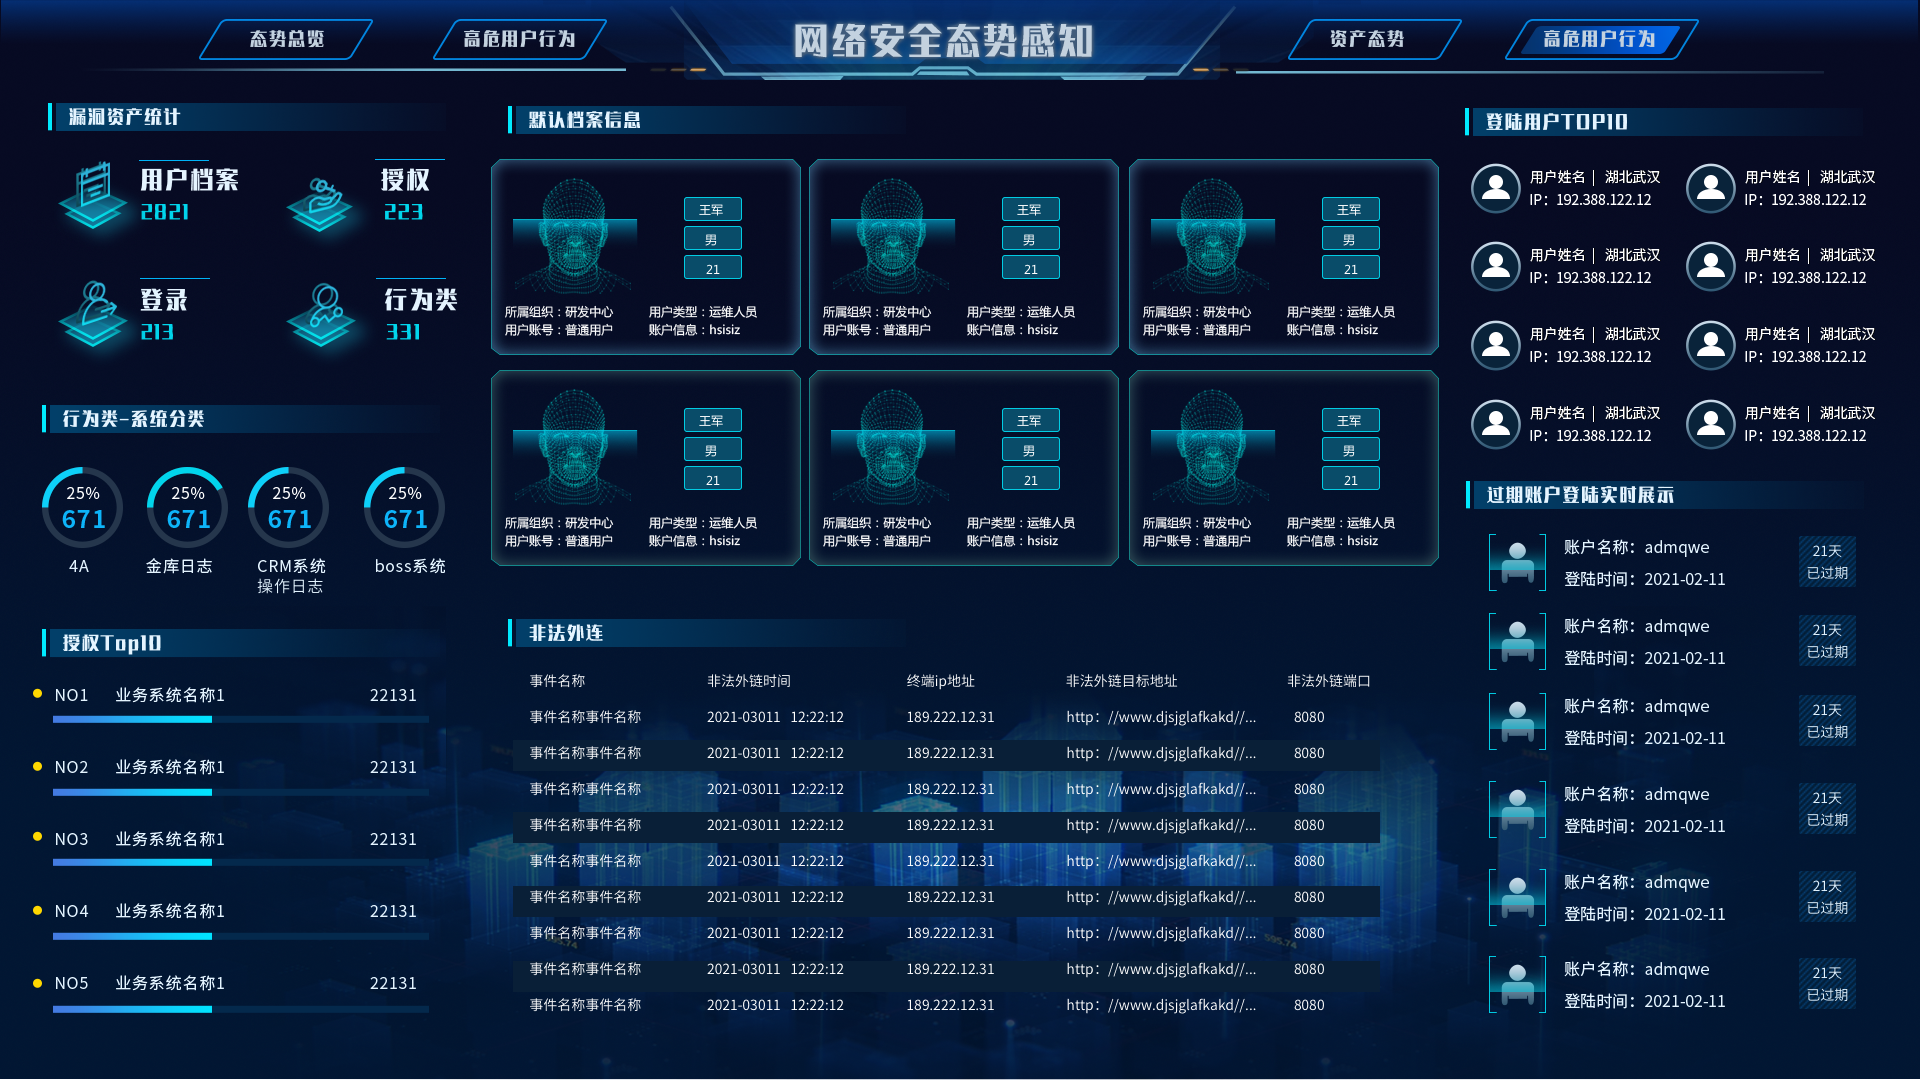 态势总览
高危用户行为
网络安全态势感知
资产态势
高危用户行为
漏洞资产统计
用户档案
2821
授权
223
登录
213
行为类
331
行为类-系统分类
25%
671
4A
25%
671
金库日志
25%
671
CRM系统
操作日志
25%
671
boss系统
授权Top10
NO1 业务系统名称1 22131
NO2 业务系统名称1 22131
NO3 业务系统名称1 22131
NO4 业务系统名称1 22131
NO5 业务系统名称1 22131
默认档案信息
王军
男
21
所属组织：研发中心 用户类型：运维人员
用户账号：普通用户 账户信息：hsisiz
王军
男
21
所属组织：研发中心 用户类型：运维人员
用户账号：普通用户 账户信息：hsisiz
王军
男
21
所属组织：研发中心 用户类型：运维人员
用户账号：普通用户 账户信息：hsisiz
王军
男
21
所属组织：研发中心 用户类型：运维人员
用户账号：普通用户 账户信息：hsisiz
王军
男
21
所属组织：研发中心 用户类型：运维人员
用户账号：普通用户 账户信息：hsisiz
王军
男
21
所属组织：研发中心 用户类型：运维人员
用户账号：普通用户 账户信息：hsisiz
非法外连
事件名称 非法外链时间 终端ip地址 非法外链目标地址 非法外链端口
事件名称事件名称 2021-03011 12:22:12 189.222.12.31 http：//www.djsjglafkakd//... 8080
事件名称事件名称 2021-03011 12:22:12 189.222.12.31 http：//www.djsjglafkakd//... 8080
事件名称事件名称 2021-03011 12:22:12 189.222.12.31 http：//www.djsjglafkakd//... 8080
事件名称事件名称 2021-03011 12:22:12 189.222.12.31 http：//www.djsjglafkakd//... 8080
事件名称事件名称 2021-03011 12:22:12 189.222.12.31 http：//www.djsjglafkakd//... 8080
事件名称事件名称 2021-03011 12:22:12 189.222.12.31 http：//www.djsjglafkakd//... 8080
事件名称事件名称 2021-03011 12:22:12 189.222.12.31 http：//www.djsjglafkakd//... 8080
事件名称事件名称 2021-03011 12:22:12 189.222.12.31 http：//www.djsjglafkakd//... 8080
事件名称事件名称 2021-03011 12:22:12 189.222.12.31 http：//www.djsjglafkakd//... 8080
登陆用户TOP10
用户姓名｜ 湖北武汉
IP：192.388.122.12
用户姓名｜ 湖北武汉
IP：192.388.122.12
用户姓名｜ 湖北武汉
IP：192.388.122.12
用户姓名｜ 湖北武汉
IP：192.388.122.12
用户姓名｜ 湖北武汉
IP：192.388.122.12
用户姓名｜ 湖北武汉
IP：192.388.122.12
用户姓名｜ 湖北武汉
IP：192.388.122.12
用户姓名｜ 湖北武汉
IP：192.388.122.12
过期账户登陆实时展示
账户名称：admqwe
登陆时间：2021-02-11
21天
已过期
账户名称：admqwe
登陆时间：2021-02-11
21天
已过期
账户名称：admqwe
登陆时间：2021-02-11
21天
已过期
账户名称：admqwe
登陆时间：2021-02-11
21天
已过期
账户名称：admqwe
登陆时间：2021-02-11
21天
已过期
账户名称：admqwe
登陆时间：2021-02-11
21天
已过期